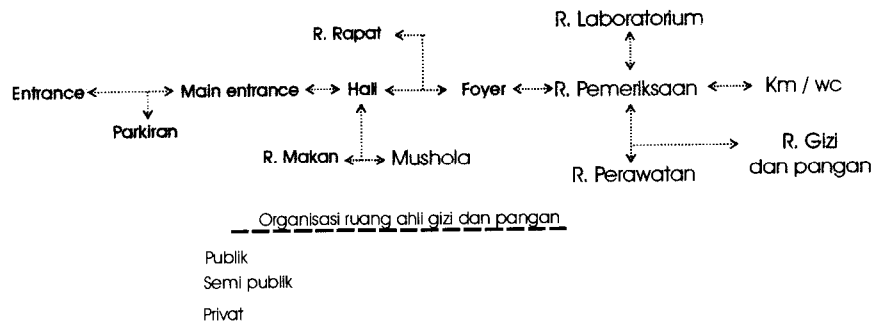 R. Laboratorium
R. Rapat
Entrance
Main entrance
Hall
Foyer
R. Pemeriksaan
Km / wc
Parkiran
R. Makan
Mushola
R. Gizi
dan pangan
R. Perawatan
Organisasi ruang ahli gizi dan pangan
Publik
Semi publik
Privat